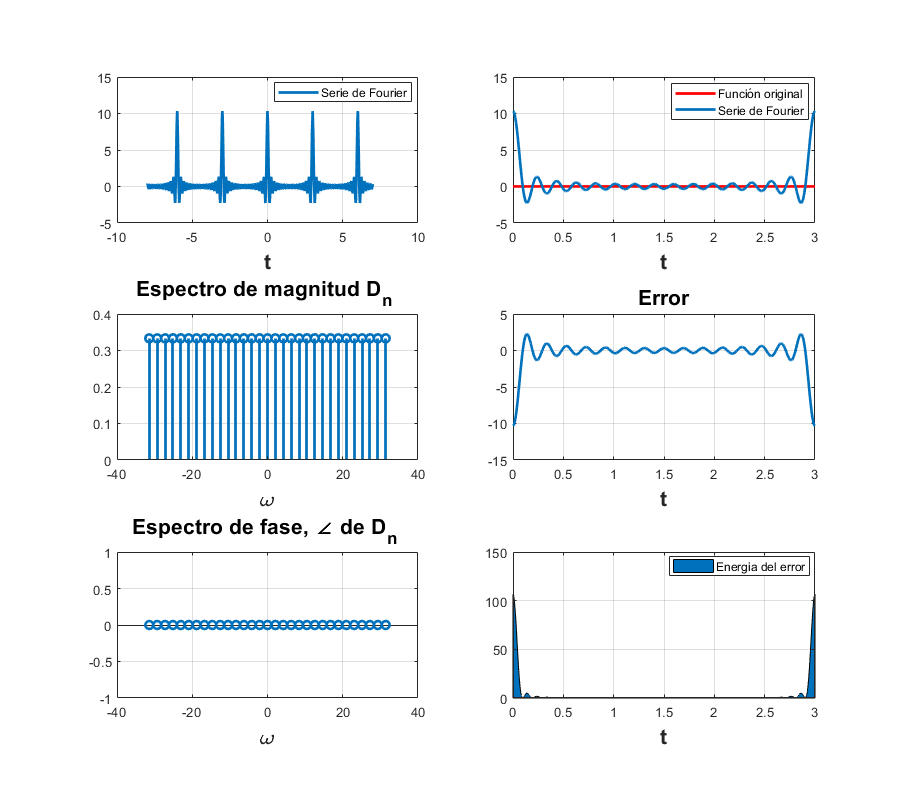 15
10
5
0
-5
Serie de Fourier
-10 -5 0 5 10
t
15
10
5
0
-5
Función original
Serie de Fourier
0 0.5 1 1.5 2 2.5 3
t
Espectro de magnitud Dn
0.4
0.3
0.2
0.1
0
-40 -20 0 20 40
ω
Error
5
0
-5
-10
-15
0 0.5 1 1.5 2 2.5 3
t
Espectro de fase, ∠ de Dn
1
0.5
0
-0.5
-1
-40 -20 0 20 40
ω
150
100
50
0
Energia del error
0 0.5 1 1.5 2 2.5 3
t